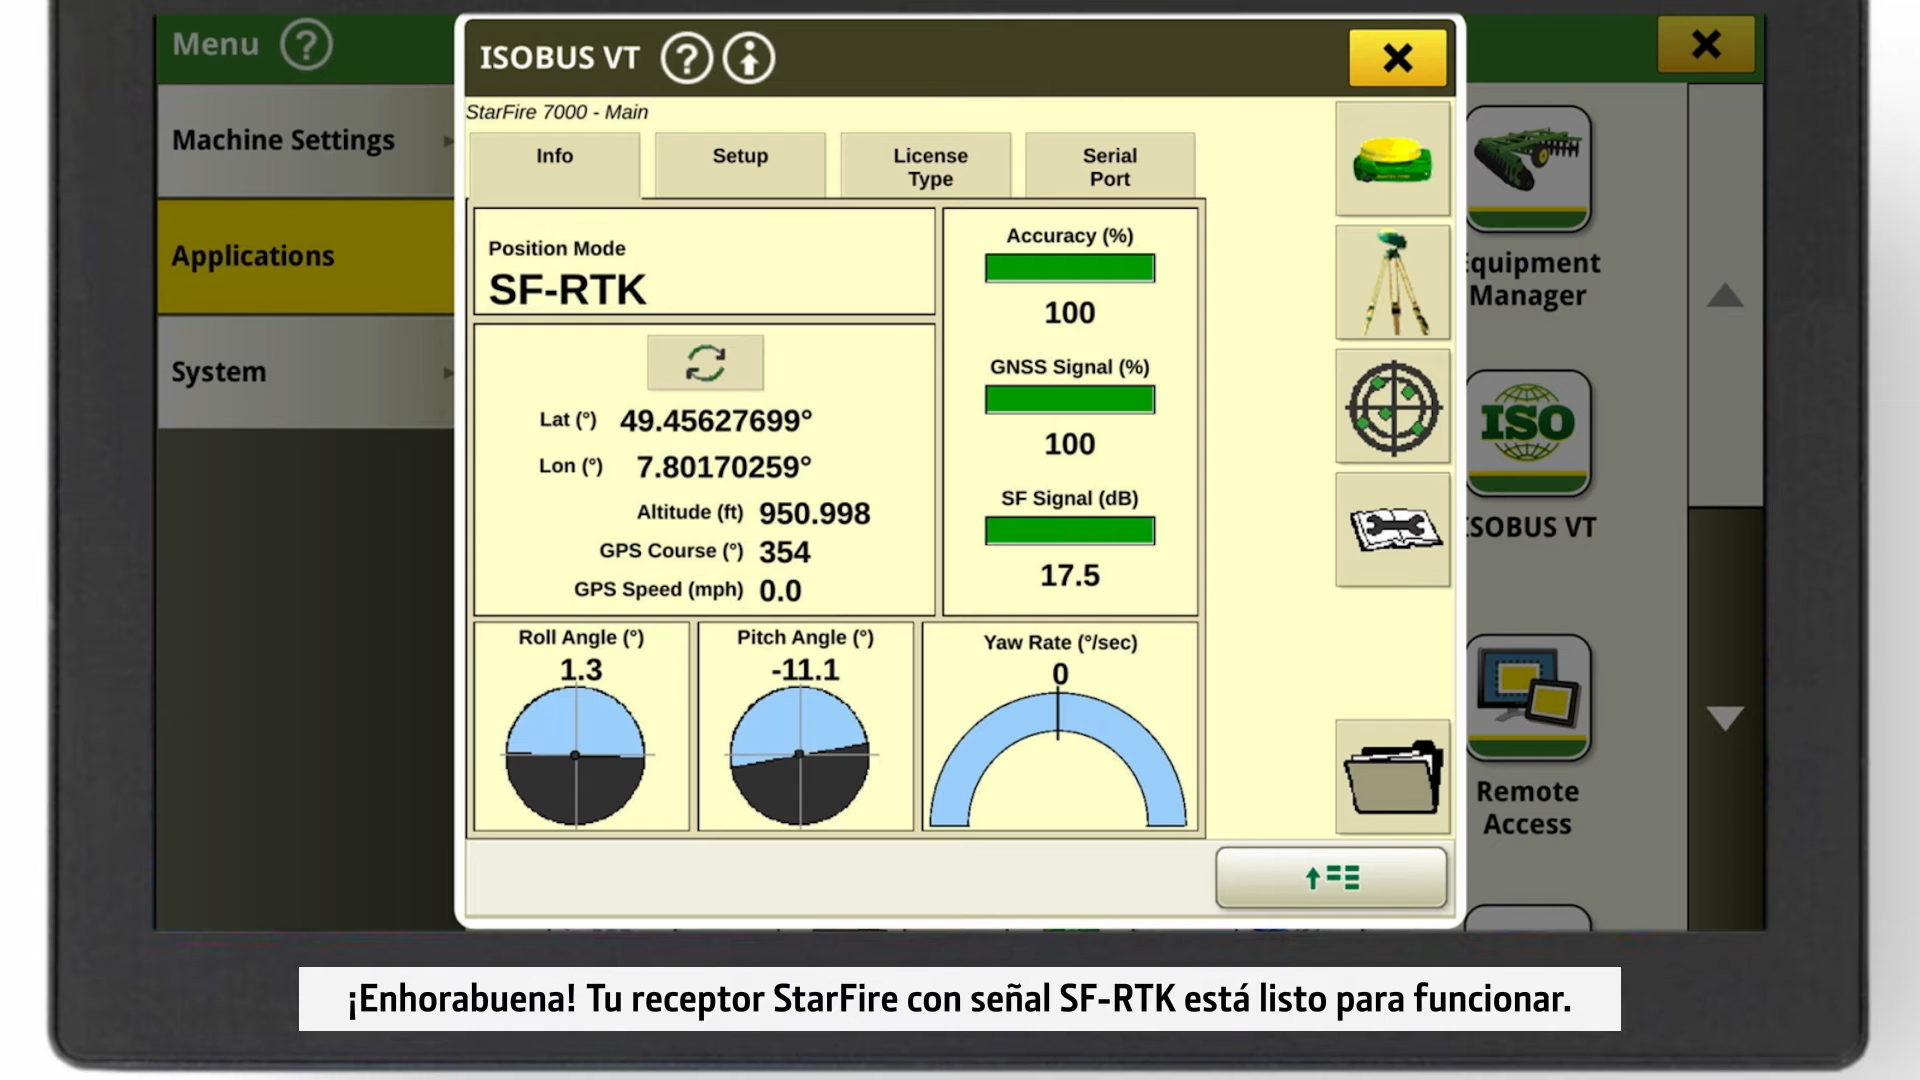 Menu ?
Machine Settings
Applications
System
ISOBUS VT ?
StarFire 7000 - Main
Info
Setup
License
Type
Serial
Port
Position Mode
SF-RTK
Lat (°) 49.45627699°
Lon (°) 7.80170259°
Altitude (ft) 950.998
GPS Course (°) 354
GPS Speed (mph) 0.0
Accuracy (%)
100
GNSS Signal (%)
100
SF Signal (dB)
17.5
Roll Angle (°)
1.3
Pitch Angle (°)
-11.1
Yaw Rate (°/sec)
0
quipment
Manager
ISO
SOBUS VT
Remote
Access
¡Enhorabuena! Tu receptor StarFire con señal SF-RTK está listo para funcionar.